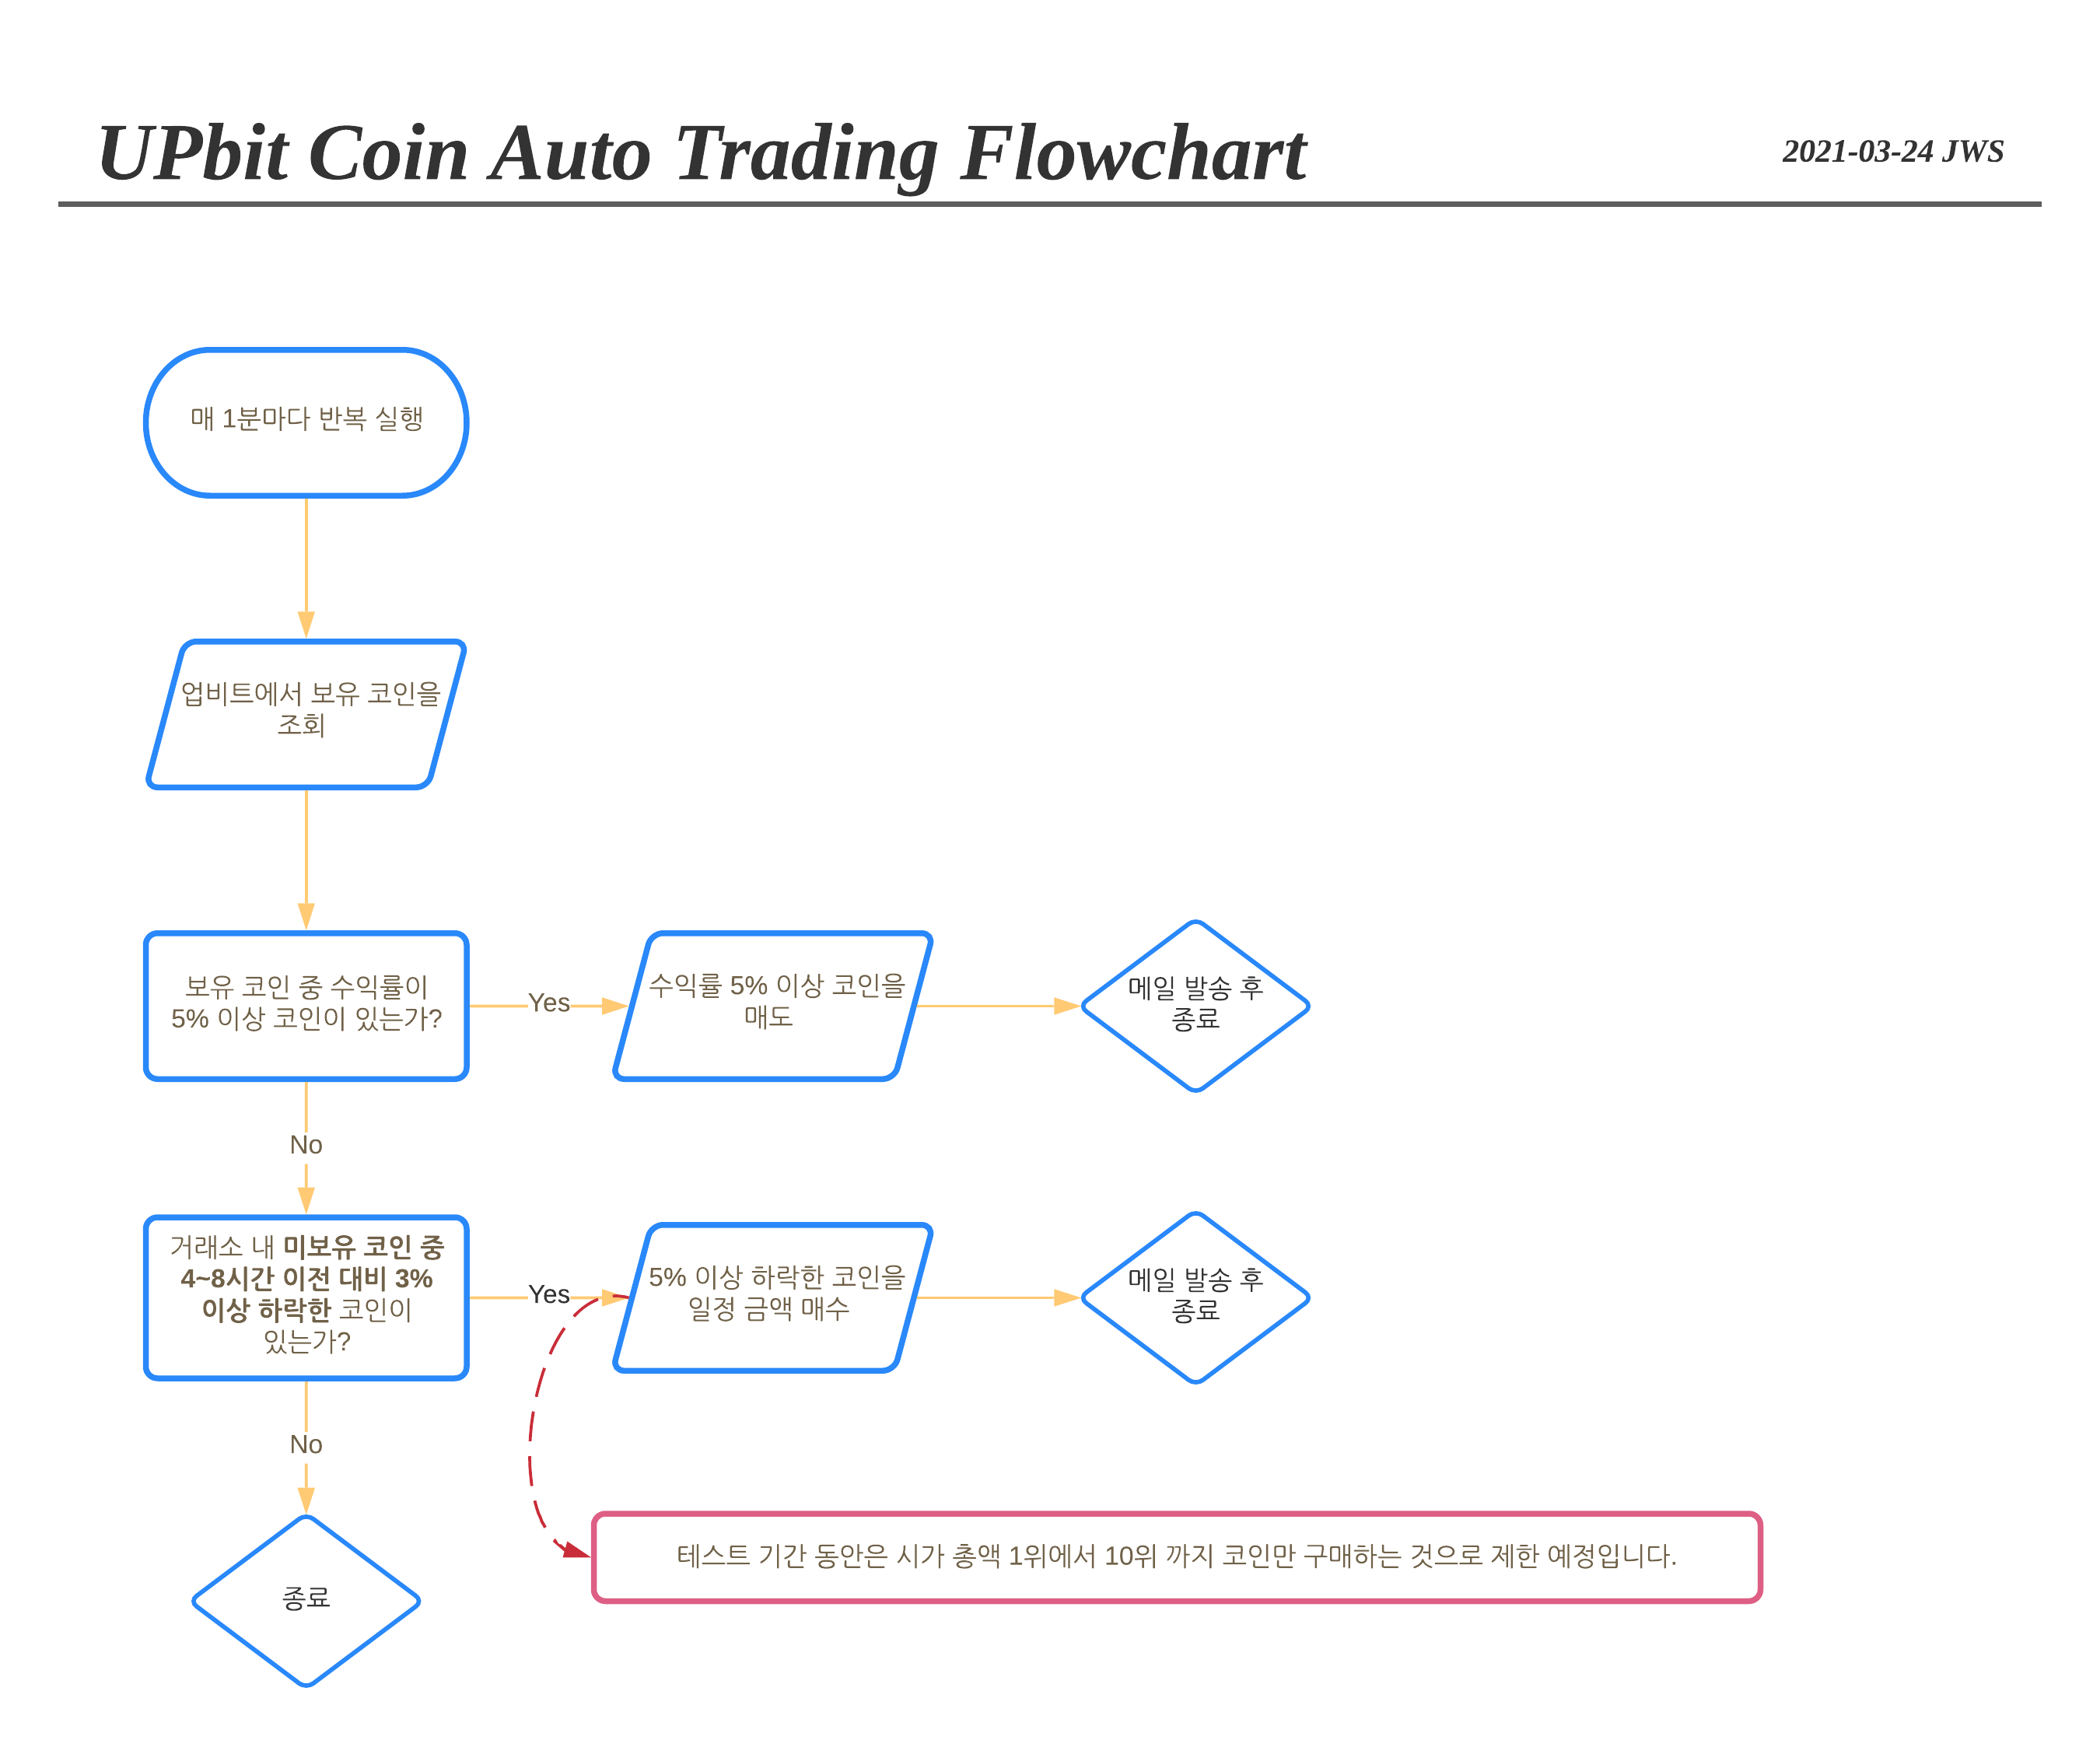 UPbit Coin Auto Trading Flowchart
2021-03-24 JWS
매 1분마다 반복 실행
업비트에서 보유 코인을
조회
보유 코인 중 수익률이
5% 이상 코인이 있는가?
Yes
수익률 5% 이상 코인을
매도
메일 발송 후
종료
No
거래소 내 미보유 코인 중
4~8시간 이전 대비 3%
이상 하락한 코인이
있는가?
Yes
5% 이상 하락한 코인을
일정 금액 매수
메일 발송 후
종료
No
테스트 기간 동안은 시가 총액 1위에서 10위 까지 코인만 구매하는 것으로 제한 예정입니다.
종료